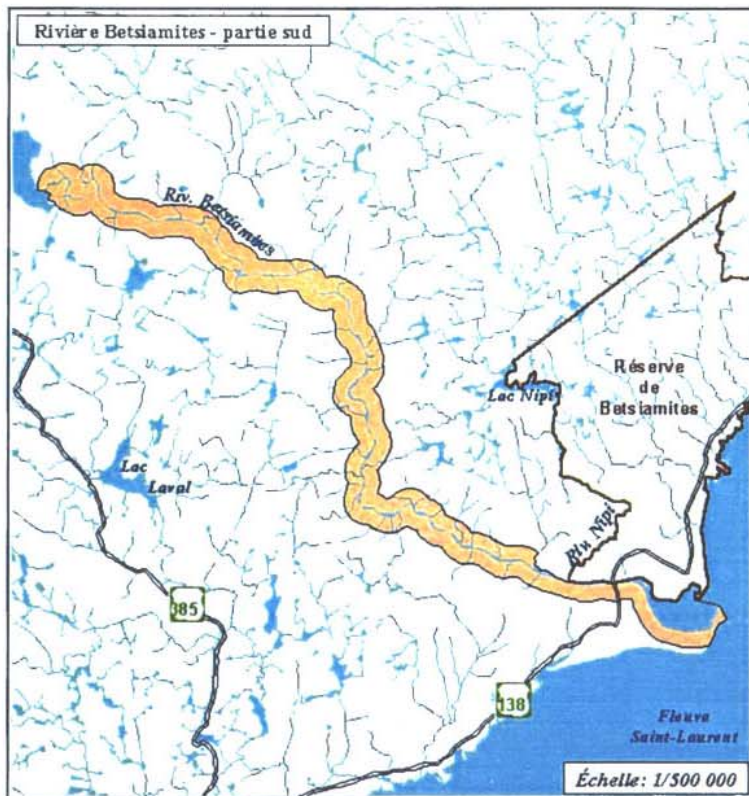 Rivière Betsiamites - partie sud
Riv. Betsiamites
Réserve
de
Betsiamites
Lac Nipi
Lac
Laval
Riv. Nipi
385
138
Fleuve
Saint-Laurent
Échelle: 1/500 000